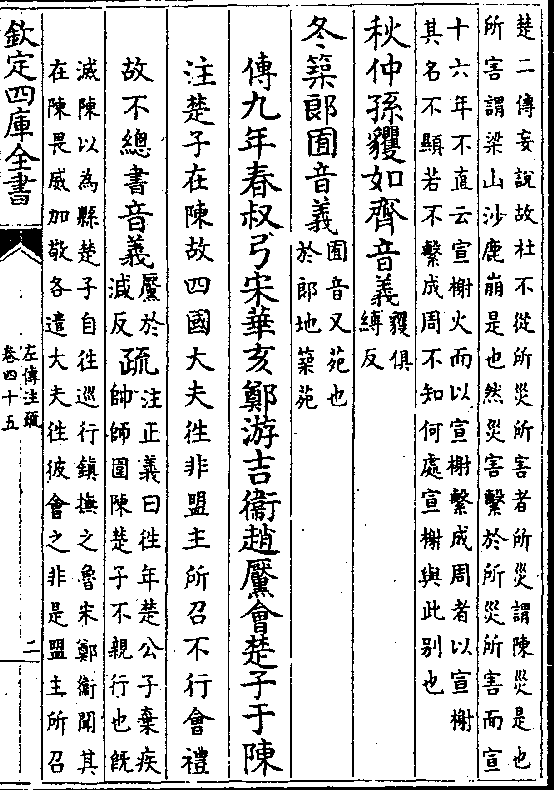 楚二傳妄說故杜不從所災所害者所災謂陳災是也
所害謂梁山沙鹿崩是也然災害繫於所災所害而宣
十六年不直云宣榭火而以宣榭繫成周者以宣榭
其名不顯若不繫成周不知何處宣榭與此别也
秋仲孫貜如齊音義貜俱
縛反
冬築郎囿音義囿音又苑也
於郎地築苑
傳九年春叔弓宋華亥鄭游吉衛趙黶會楚子于陳
注楚子在陳故四國大夫徃非盟主所召不行會禮
故不總書音義黶於
減反疏注正義曰徃年楚公子棄疾
帥師圍陳楚子不親行也旣
滅陳以為縣楚子自徃巡行鎮撫之魯宋鄭衛聞其
在陳畏威加敬各遣大夫徃彼會之非是盟主所召
欽定四庫全書
左傳注疏
卷四十五
二